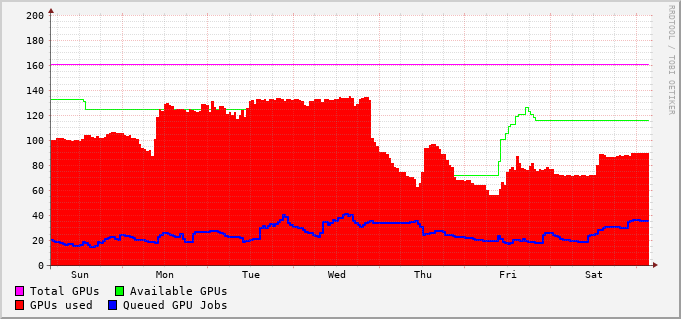 RRDTOOL / TOBI OETIKER
200
180
160
140
120
100
80
60
40
20
0
Sun Mon Tue Wed Thu Fri Sat
Total GPUs Available GPUs
GPUs used Queued GPU Jobs